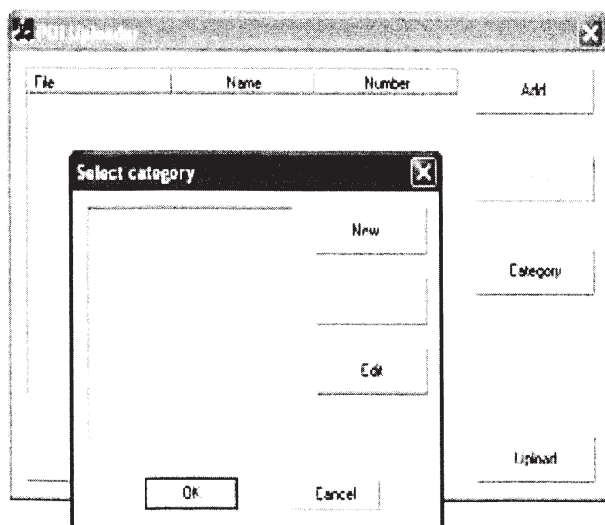 File Name Number
Add
Select category
New
Category
Edit
Upload
OK Cancel